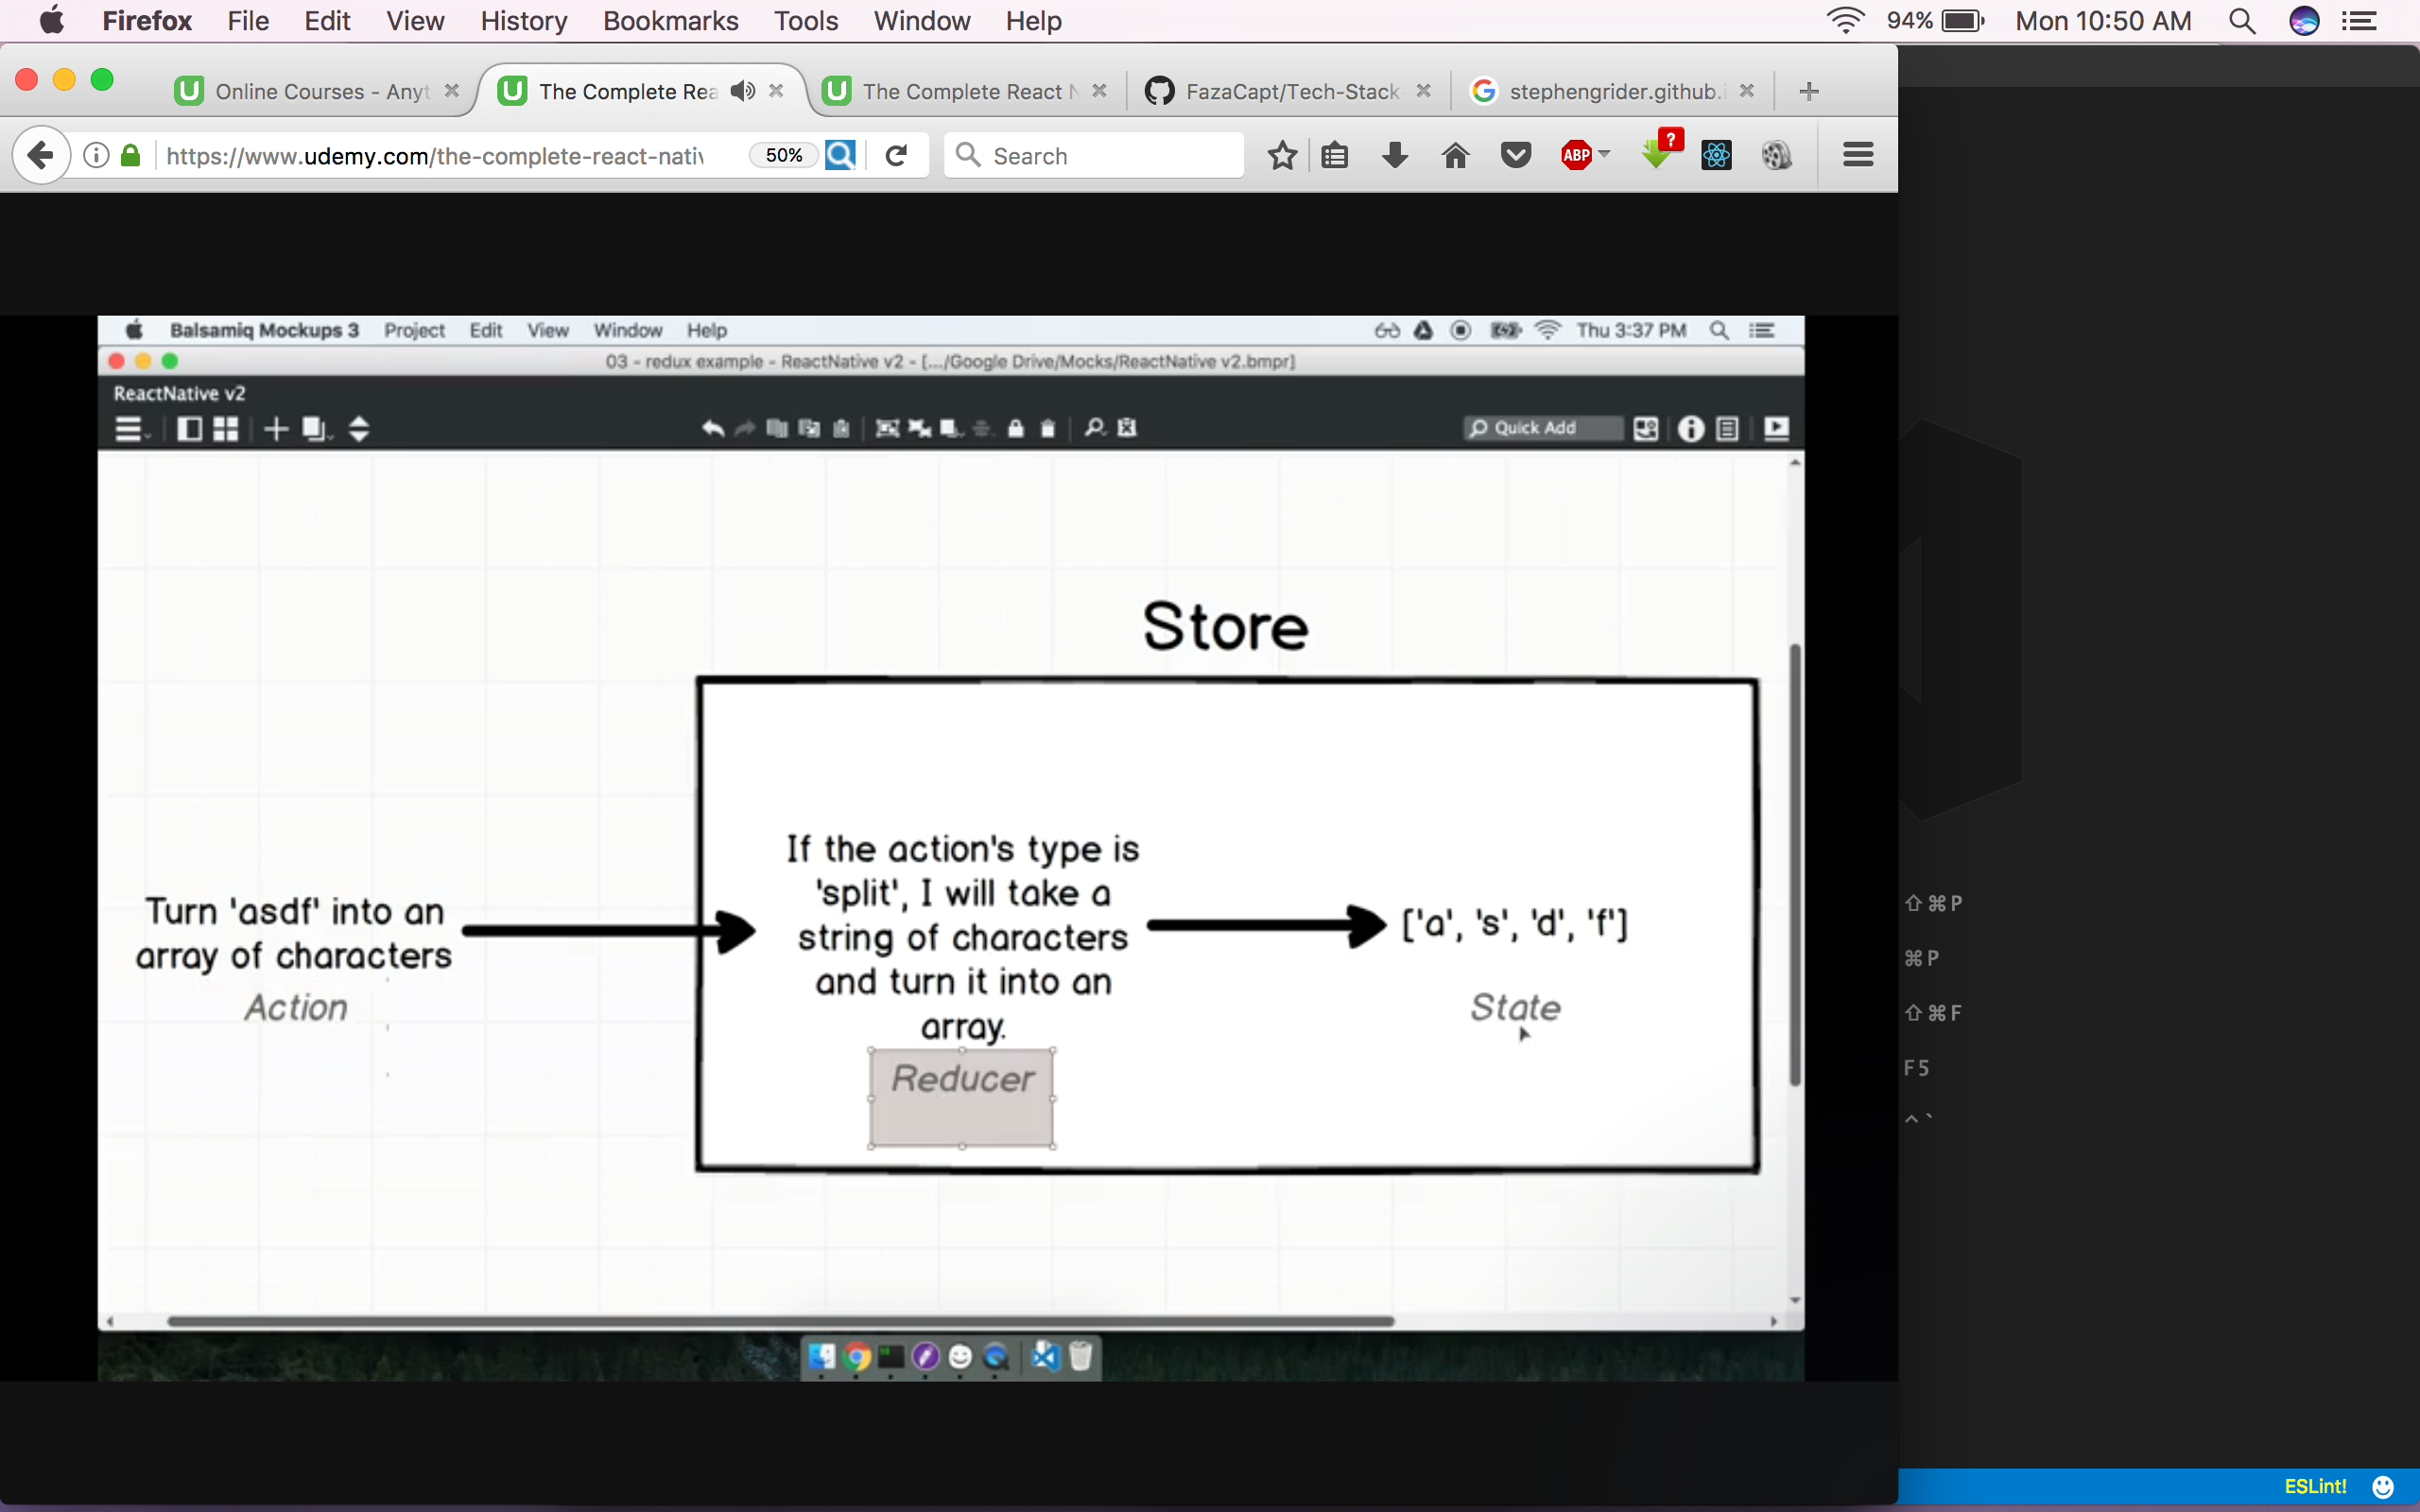 Firefox File Edit View History Bookmarks Tools Window Help 94% Mon 10:50 AM
Online Courses - Anyt The Complete Rea The Complete React N FazaCapt/Tech-Stack stephengrider.github.i
https://www.udemy.com/the-complete-react-nativ 50% Search ABP ?
Balsamiq Mockups 3 Project Edit View Window Help Thu 3:37 PM
03 - redux example - ReactNative v2 - [.../Google Drive/Mocks/ReactNative v2.bmpr]
ReactNative v2
Quick Add
Store
Turn 'asdf' into an
array of characters
Action
If the action's type is
'split', I will take a
string of characters
and turn it into an
array.
Reducer
['a', 's', 'd', 'f']
State
⇧⌘P
⌘P
⇧⌘F
F5
^`
ESLint!